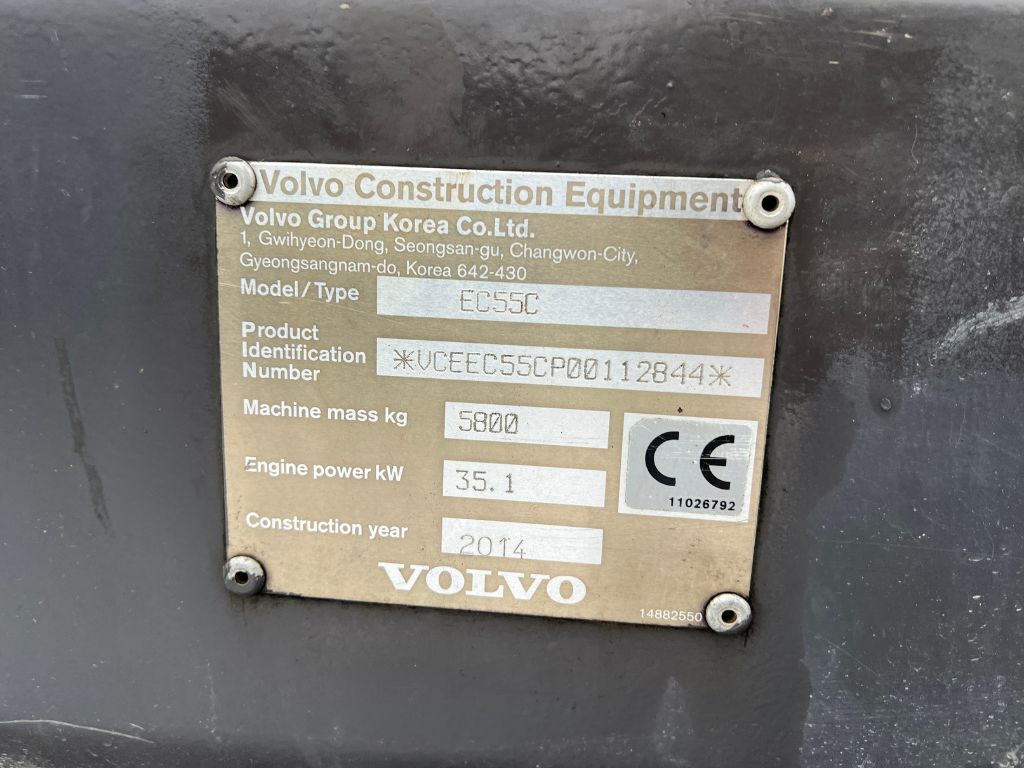 Volvo Construction Equipment
Volvo Group Korea Co.Ltd.
1, Gwihyeon-Dong, Seongsan-gu, Changwon-City,
Gyeongsangnam-do, Korea 642-430
Model/Type EC55C
Product
Identification
Number *VCEEC55CP00112844*
Machine mass kg 5800
Engine power kW 35.1
Construction year 2014
CE
11026792
VOLVO
14882550